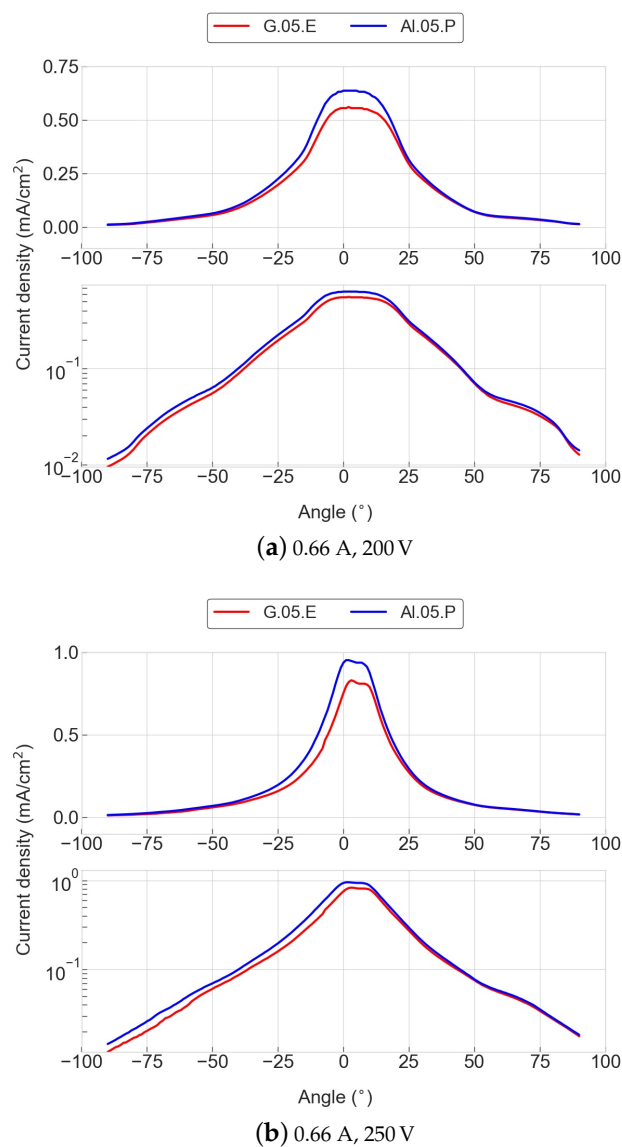 G.05.E Al.05.P
0.75
0.50
0.25
0.00
−100 −75 −50 −25 0 25 50 75 100
Current density (mA/cm²)
10⁻¹
10⁻²
−100 −75 −50 −25 0 25 50 75 100
Angle (°)
(a) 0.66 A, 200 V
G.05.E Al.05.P
1.0
0.5
0.0
−100 −75 −50 −25 0 25 50 75 100
Current density (mA/cm²)
10⁰
10⁻¹
−100 −75 −50 −25 0 25 50 75 100
Angle (°)
(b) 0.66 A, 250 V